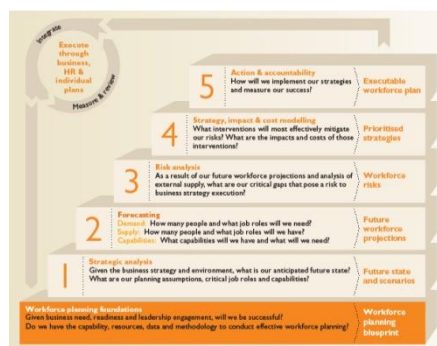 Integrate
Execute
through
business,
HR &
individual
plans
Measure & review
5
Action & accountability
How will we implement our strategies
and measure our success?
Executable
workforce plan
4
Strategy, impact & cost modelling
What interventions will most effectively mitigate
our risks? What are the impacts and costs of those
interventions?
Prioritised
strategies
3
Risk analysis
As a result of our future workforce projections and analysis of
external supply, what are our critical gaps that pose a risk to
business strategy execution?
Workforce
risks
2
Forecasting
Demand: How many people and what job roles will we need?
Supply: How many people and what job roles will we have?
Capabilities: What capabilities will we have and what will we need?
Future
workforce
projections
1
Strategic analysis
Given the business strategy and environment, what is our anticipated future state?
What are our planning assumptions, critical job roles and capabilities?
Future state
and scenarios
Workforce planning foundations
Given business need, readiness and leadership engagement, will we be successful?
Do we have the capability, resources, data and methodology to conduct effective workforce planning?
Workforce
planning
blueprint